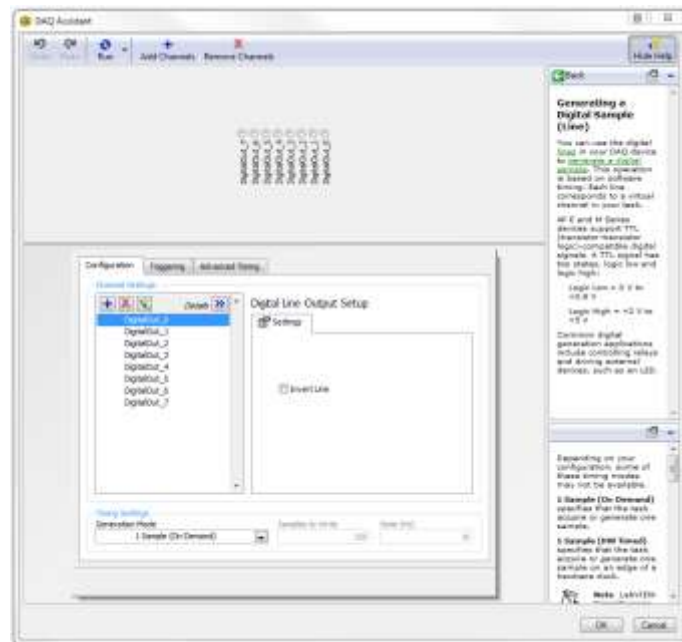 DAQ Assistant
Undo Redo Run Add Channels Remove Channels Hide Help
DigitalOut_7
DigitalOut_6
DigitalOut_5
DigitalOut_4
DigitalOut_3
DigitalOut_2
DigitalOut_1
DigitalOut_0
Configuration Triggering Advanced Timing
Channel Settings
Details
DigitalOut_0
DigitalOut_1
DigitalOut_2
DigitalOut_3
DigitalOut_4
DigitalOut_5
DigitalOut_6
DigitalOut_7
Digital Line Output Setup
Settings
Invert Line
Timing Settings
Generation Mode
1 Sample (On Demand)
Samples to Write
Rate (Hz)
Back
Generating a
Digital Sample
(Line)
You can use the digital
lines in your DAQ device
to generate a digital
sample. This operation
is based on software
timing. Each line
corresponds to a virtual
channel in your task.
E and M Series
devices support TTL
(transistor-transistor
logic)-compatible digital
signals. A TTL signal has
two states, logic low and
logic high:
Logic Low = 0 V to
Logic High = +2 V to
Common digital
generation applications
include controlling relays
and driving external
devices, such as an LED.
Depending on your
configuration, some of
these timing modes
may not be available.
1 Sample (On Demand)
specifies that the task
acquire or generate one
sample.
1 Sample (HW Timed)
specifies that the task
acquire or generate one
sample on an edge of a
hardware clock.
Note LabVIEW
OK Cancel